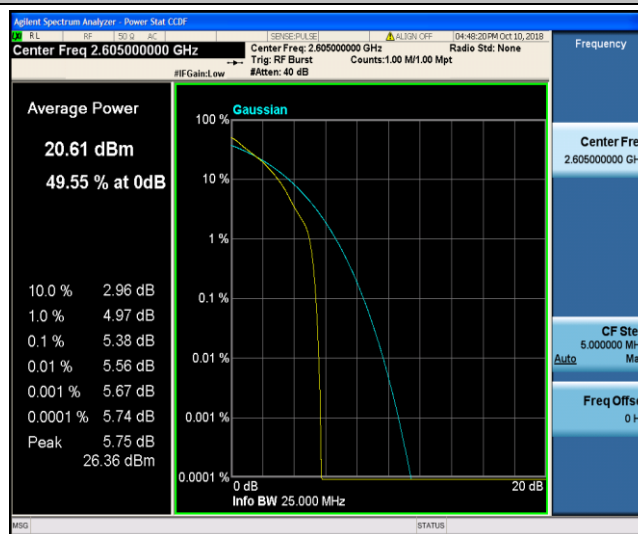 Agilent Spectrum Analyzer - Power Stat CCDF
RL RF 50 Ω AC SENSE:PULSE ALIGN OFF 04:48:20 PM Oct 10, 2018
Center Freq 2.605000000 GHz
Center Freq: 2.605000000 GHz Radio Std: None
Trig: RF Burst Counts:1.00 M/1.00 Mpt
#IFGain:Low #Atten: 40 dB
Frequency
Average Power
20.61 dBm
49.55 % at 0dB
10.0 % 2.96 dB
1.0 % 4.97 dB
0.1 % 5.38 dB
0.01 % 5.56 dB
0.001 % 5.67 dB
0.0001 % 5.74 dB
Peak 5.75 dB
26.36 dBm
Gaussian
100 %
10 %
1 %
0.1 %
0.01 %
0.001 %
0.0001 %
0 dB 20 dB
Info BW 25.000 MHz
Center Fre
2.605000000 GH
CF Ste
5.000000 MH
Auto Ma
Freq Offse
0 H
MSG STATUS